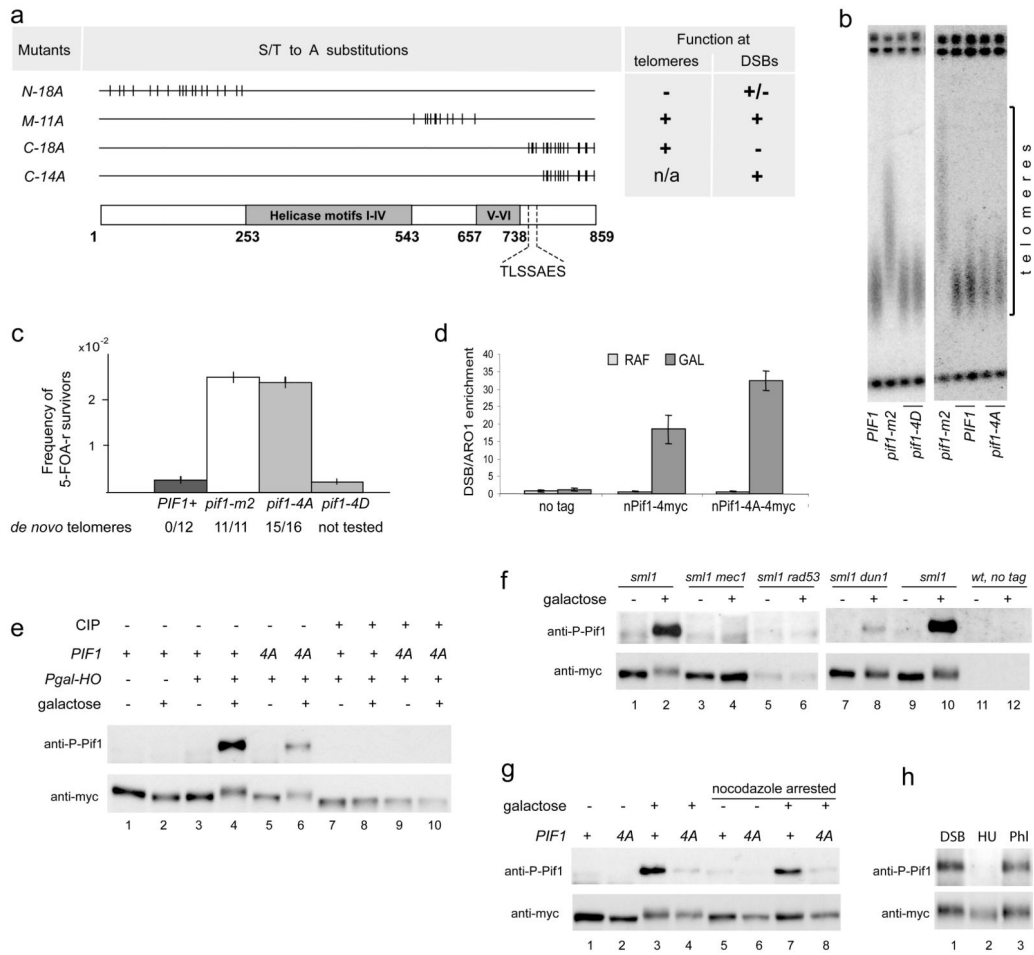 a
Mutants S/T to A substitutions Function at
telomeres DSBs
N-18A - +/-
M-11A + +
C-18A + -
C-14A n/a +
Helicase motifs I-IV V-VI
1 253 543 657 738 859
TLSSAES
b
telomeres
PIF1 pif1-m2 pif1-4D pif1-m2 PIF1 pif1-4A
c
x10⁻²
Frequency of
5-FOA-r survivors
2
1
PIF1+ pif1-m2 pif1-4A pif1-4D
de novo telomeres 0/12 11/11 15/16 not tested
d
DSB/ARO1 enrichment
40
35
30
25
20
15
10
5
0
RAF GAL
no tag nPif1-4myc nPif1-4A-4myc
e
CIP - - - - - - + + + +
PIF1 + + + + 4A 4A + + 4A 4A
Pgal-HO - - + + + + + + + +
galactose - + - + - + - + - +
anti-P-Pif1
anti-myc
1 2 3 4 5 6 7 8 9 10
f
sml1 sml1 mec1 sml1 rad53 sml1 dun1 sml1 wt, no tag
galactose - + - + - + - + - + - +
anti-P-Pif1
anti-myc
1 2 3 4 5 6 7 8 9 10 11 12
g
nocodazole arrested
galactose - - + + - - + +
PIF1 + 4A + 4A + 4A + 4A
anti-P-Pif1
anti-myc
1 2 3 4 5 6 7 8
h
DSB HU Phl
anti-P-Pif1
anti-myc
1 2 3